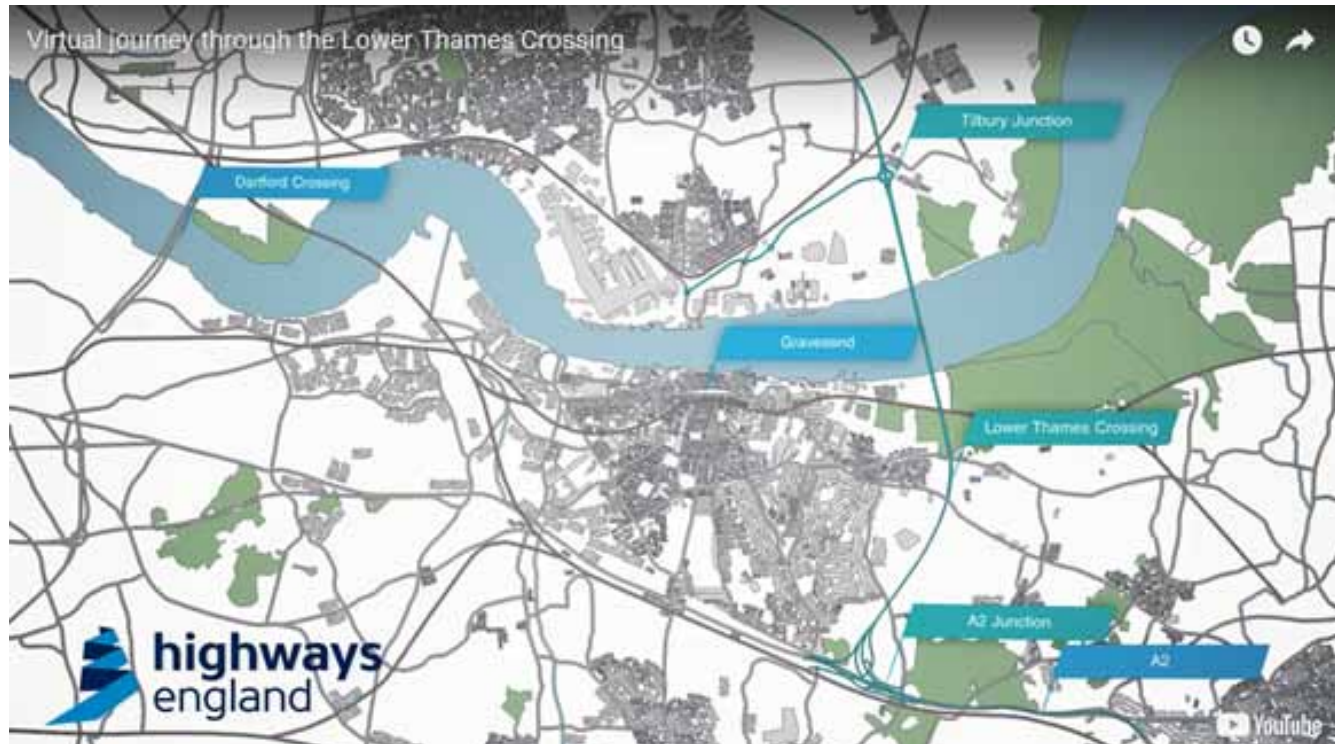 Virtual journey through the Lower Thames Crossing
Tilbury Junction
Dartford Crossing
Gravesend
Lower Thames Crossing
A2 Junction
A2
highways
england
YouTube